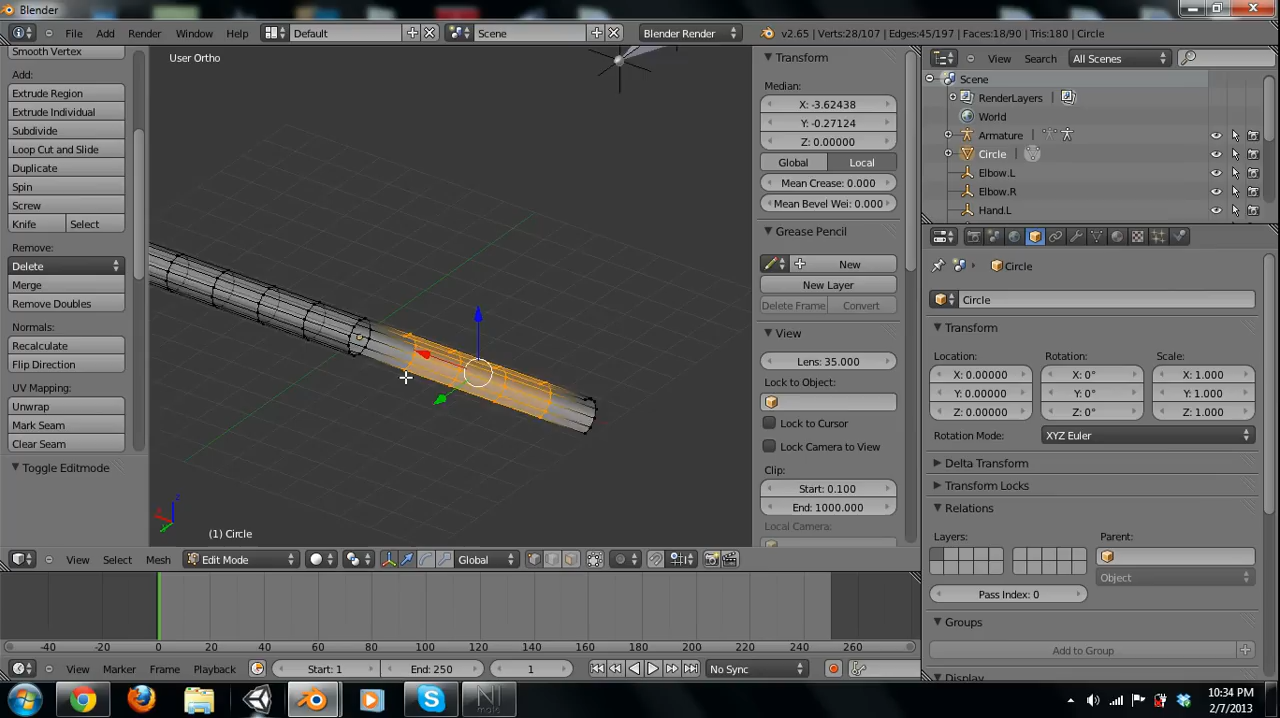 Blender
File Add Render Window Help Default Scene Blender Render v2.65 | Verts:28/107 | Edges:45/197 | Faces:18/90 | Tris:180 | Circle
Smooth Vertex
Add:
Extrude Region
Extrude Individual
Subdivide
Loop Cut and Slide
Duplicate
Spin
Screw
Knife Select
Remove:
Delete
Merge
Remove Doubles
Normals:
Recalculate
Flip Direction
UV Mapping:
Unwrap
Mark Seam
Clear Seam
Toggle Editmode
User Ortho
(1) Circle
Transform
Median:
X: -3.62438
Y: -0.27124
Z: 0.00000
Global Local
Mean Crease: 0.000
Mean Bevel Wei: 0.000
Grease Pencil
New
New Layer
Delete Frame Convert
View
Lens: 35.000
Lock to Object:
Lock to Cursor
Lock Camera to View
Clip:
Start: 0.100
End: 1000.000
Local Camera:
View Search All Scenes
Scene
RenderLayers
World
Armature
Circle
Elbow.L
Elbow.R
Hand.L
Circle
Circle
Transform
Location: Rotation: Scale:
X: 0.00000 X: 0° X: 1.000
Y: 0.00000 Y: 0° Y: 1.000
Z: 0.00000 Z: 0° Z: 1.000
Rotation Mode: XYZ Euler
Delta Transform
Transform Locks
Relations
Layers: Parent:
Object
Pass Index: 0
Groups
Add to Group
Display
View Select Mesh Edit Mode Global
-40 -20 0 20 40 60 80 100 120 140 160 180 200 220 240 260
View Marker Frame Playback Start: 1 End: 250 1 No Sync
10:34 PM
2/7/2013